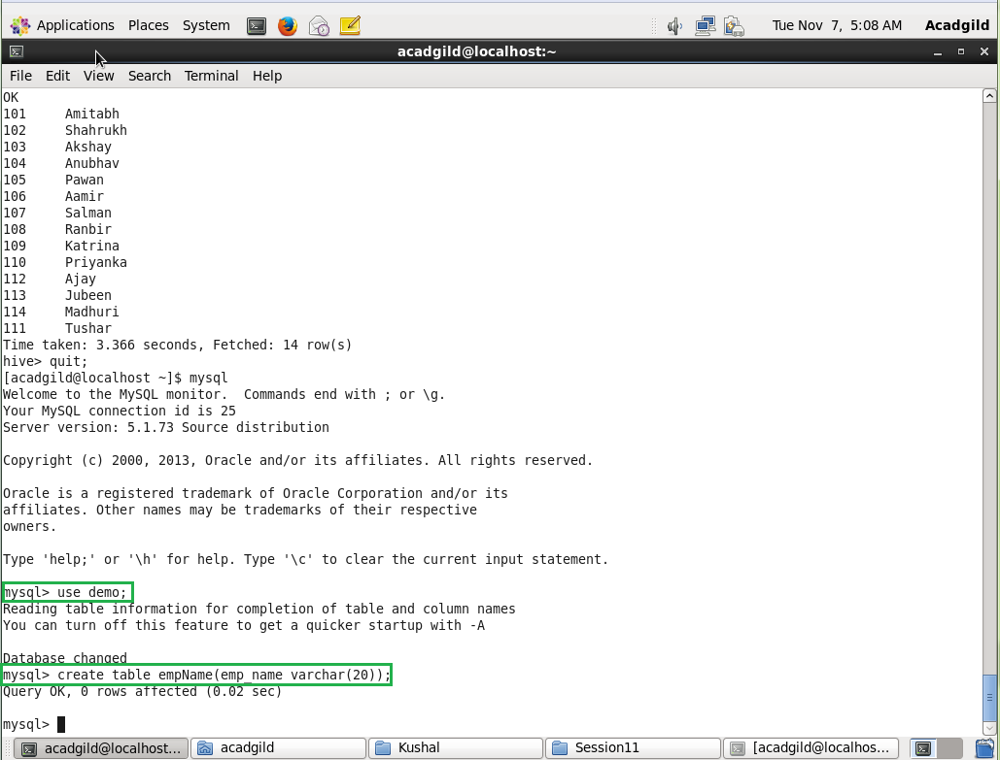 Applications Places System Tue Nov 7, 5:08 AM Acadgild
acadgild@localhost:~
File Edit View Search Terminal Help
OK
101 Amitabh
102 Shahrukh
103 Akshay
104 Anubhav
105 Pawan
106 Aamir
107 Salman
108 Ranbir
109 Katrina
110 Priyanka
112 Ajay
113 Jubeen
114 Madhuri
111 Tushar
Time taken: 3.366 seconds, Fetched: 14 row(s)
hive> quit;
[acadgild@localhost ~]$ mysql
Welcome to the MySQL monitor.  Commands end with ; or \g.
Your MySQL connection id is 25
Server version: 5.1.73 Source distribution
Copyright (c) 2000, 2013, Oracle and/or its affiliates. All rights reserved.
Oracle is a registered trademark of Oracle Corporation and/or its
affiliates. Other names may be trademarks of their respective
owners.
Type 'help;' or '\h' for help. Type '\c' to clear the current input statement.
mysql> use demo;
Reading table information for completion of table and column names
You can turn off this feature to get a quicker startup with -A
Database changed
mysql> create table empName(emp_name varchar(20));
Query OK, 0 rows affected (0.02 sec)
mysql>
acadgild@localhost... acadgild Kushal Session11 [acadgild@localhos...